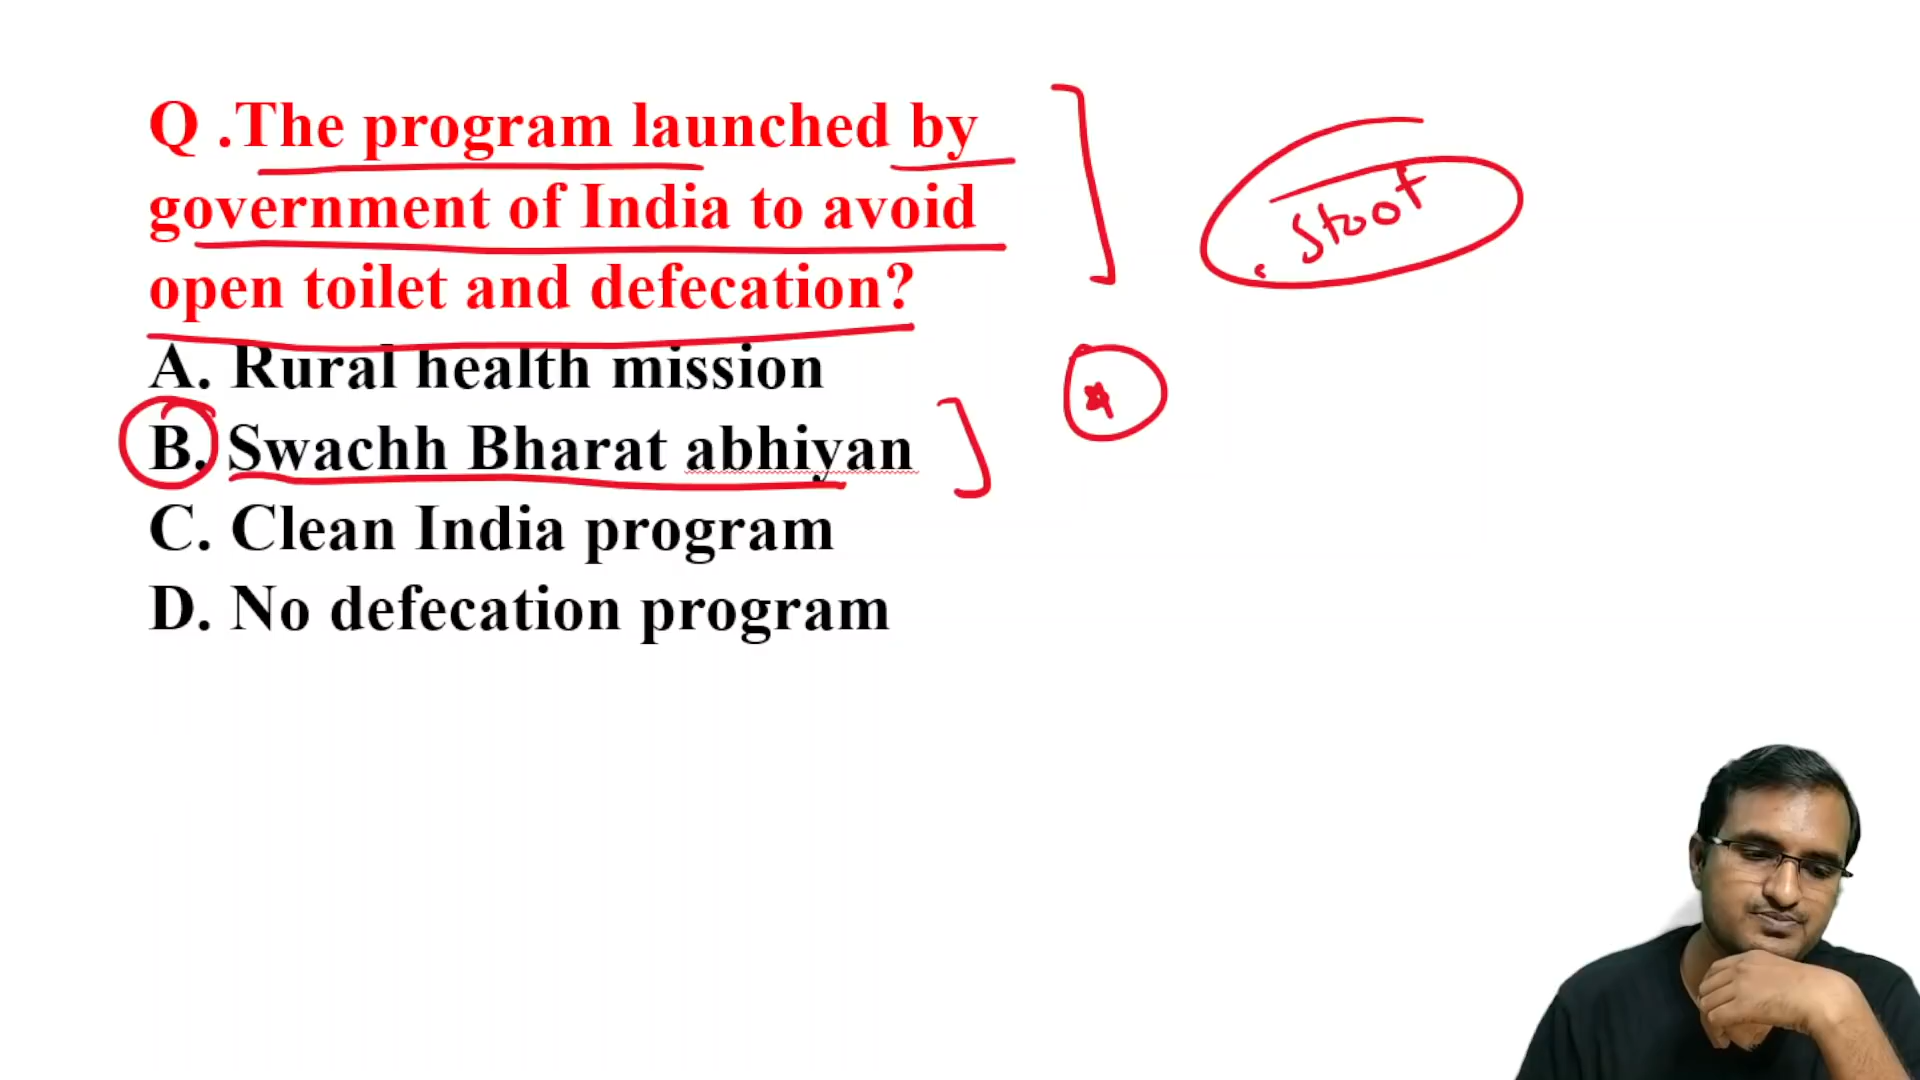 Q .The program launched by
government of India to avoid
open toilet and defecation?
A. Rural health mission
B. Swachh Bharat abhiyan
C. Clean India program
D. No defecation program